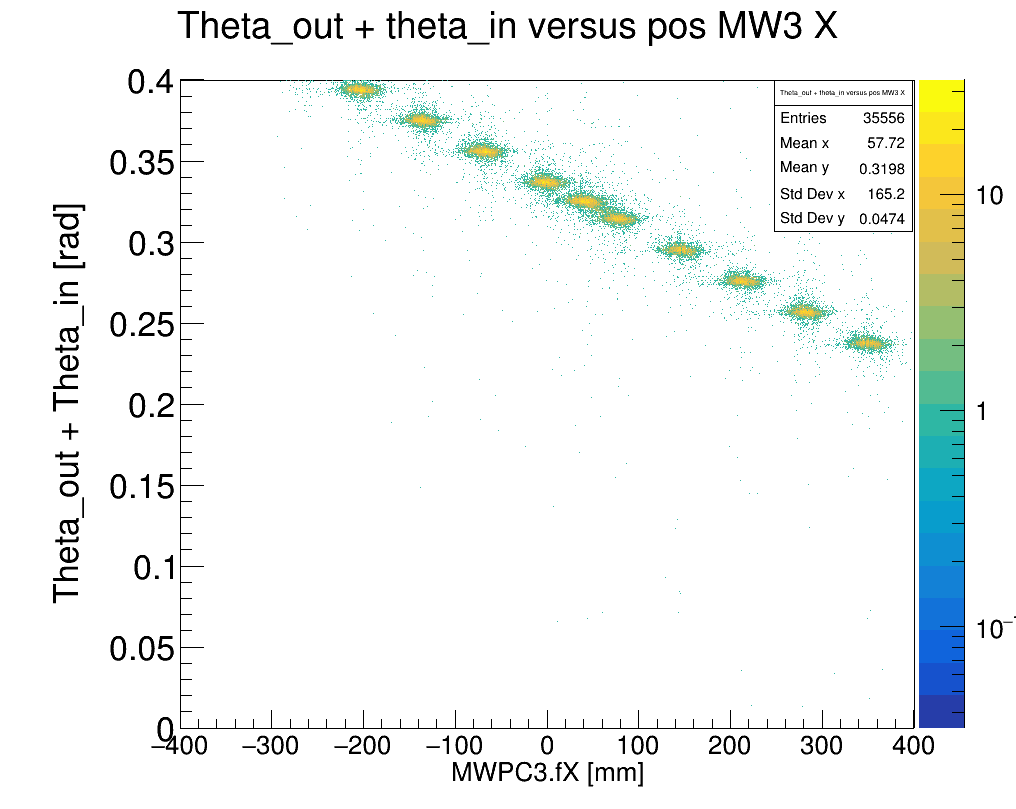 Theta_out + theta_in versus pos MW3 X
Theta_out + Theta_in [rad]
0.4
0.35
0.3
0.25
0.2
0.15
0.1
0.05
0
Theta_out + theta_in versus pos MW3 X
Entries 35556
Mean x 57.72
Mean y 0.3198
Std Dev x 165.2
Std Dev y 0.0474
10
1
10⁻
−400 −300 −200 −100 0 100 200 300 400
MWPC3.fX [mm]